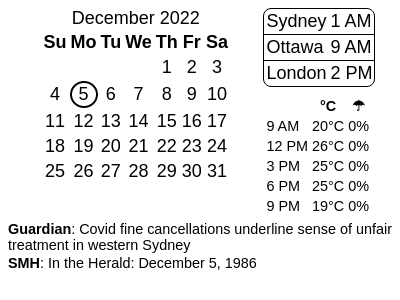 December 2022
Su Mo Tu We Th Fr Sa
1 2 3
4 5 6 7 8 9 10
11 12 13 14 15 16 17
18 19 20 21 22 23 24
25 26 27 28 29 30 31
Sydney 1 AM
Ottawa 9 AM
London 2 PM
°C ☂
9 AM 20°C 0%
12 PM 26°C 0%
3 PM 25°C 0%
6 PM 25°C 0%
9 PM 19°C 0%
Guardian: Covid fine cancellations underline sense of unfair
treatment in western Sydney
SMH: In the Herald: December 5, 1986